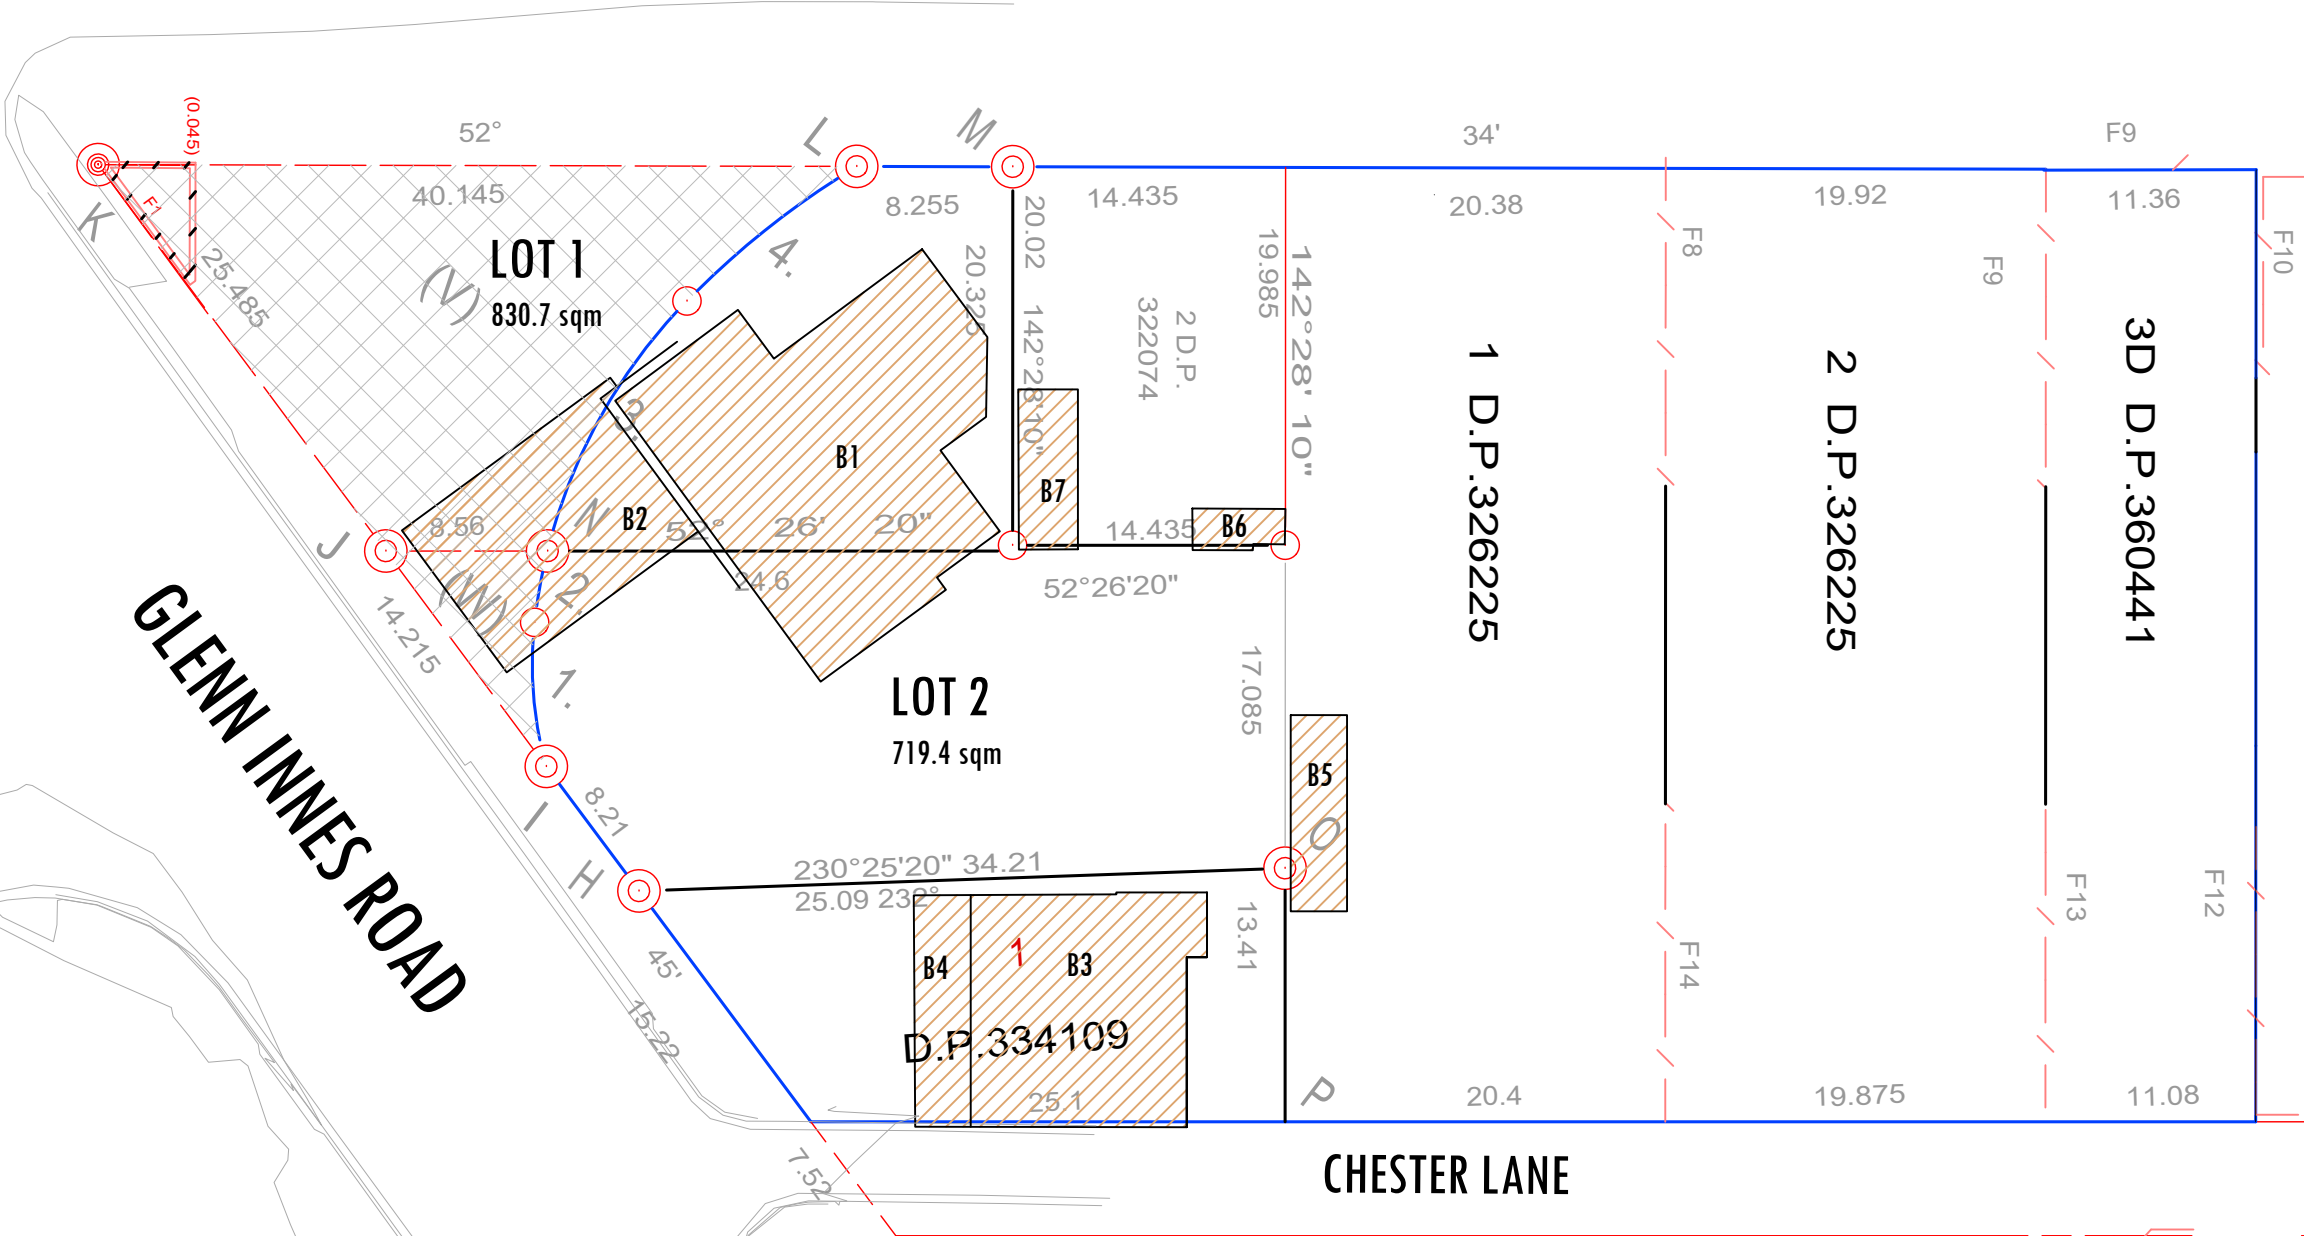 (0.045)
52°
L
M
34'
F9
K
F1
40.145
8.255
14.435
20.38
19.92
11.36
25.485
(V)
LOT 1
830.7 sqm
4.
20.325
20.02
142°28'10"
2 D.P.
322074
19.985
142°28' 10"
F8
F9
F10
1 D.P.326225
2 D.P.326225
3D D.P.360441
3.
B1
B7
B6
B2
N
8.56
52° 26' 20"
14.435
J
(W)
2.
24.6
52°26'20"
14.215
1.
LOT 2
719.4 sqm
17.085
GLENN INNES ROAD
I
8.21
B5
O
H
230°25'20" 34.21
25.09 232°
45'
15.22
B4
1
B3
13.41
F14
F13
F12
D.P.334109
25.1
P
20.4
19.875
11.08
7.52
CHESTER LANE